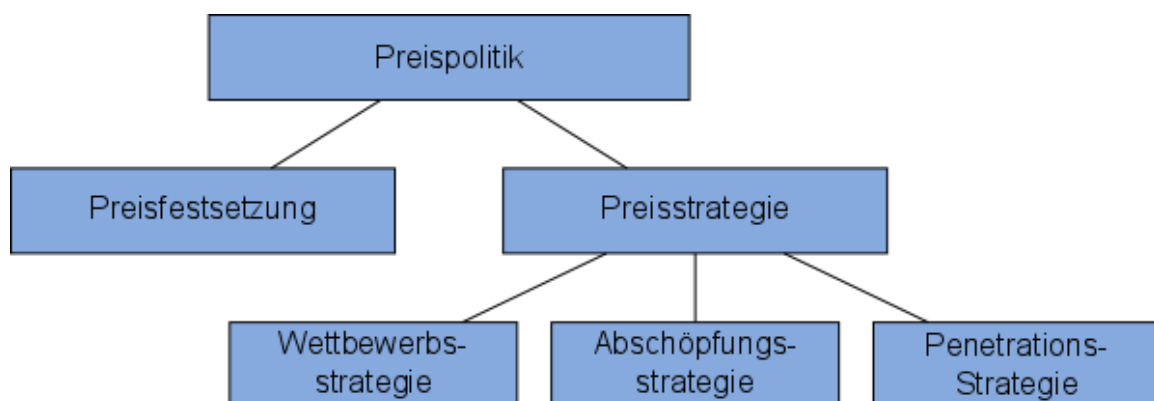 Preispolitik
Preisfestsetzung
Preisstrategie
Wettbewerbs-
strategie
Abschöpfungs-
strategie
Penetrations-
Strategie